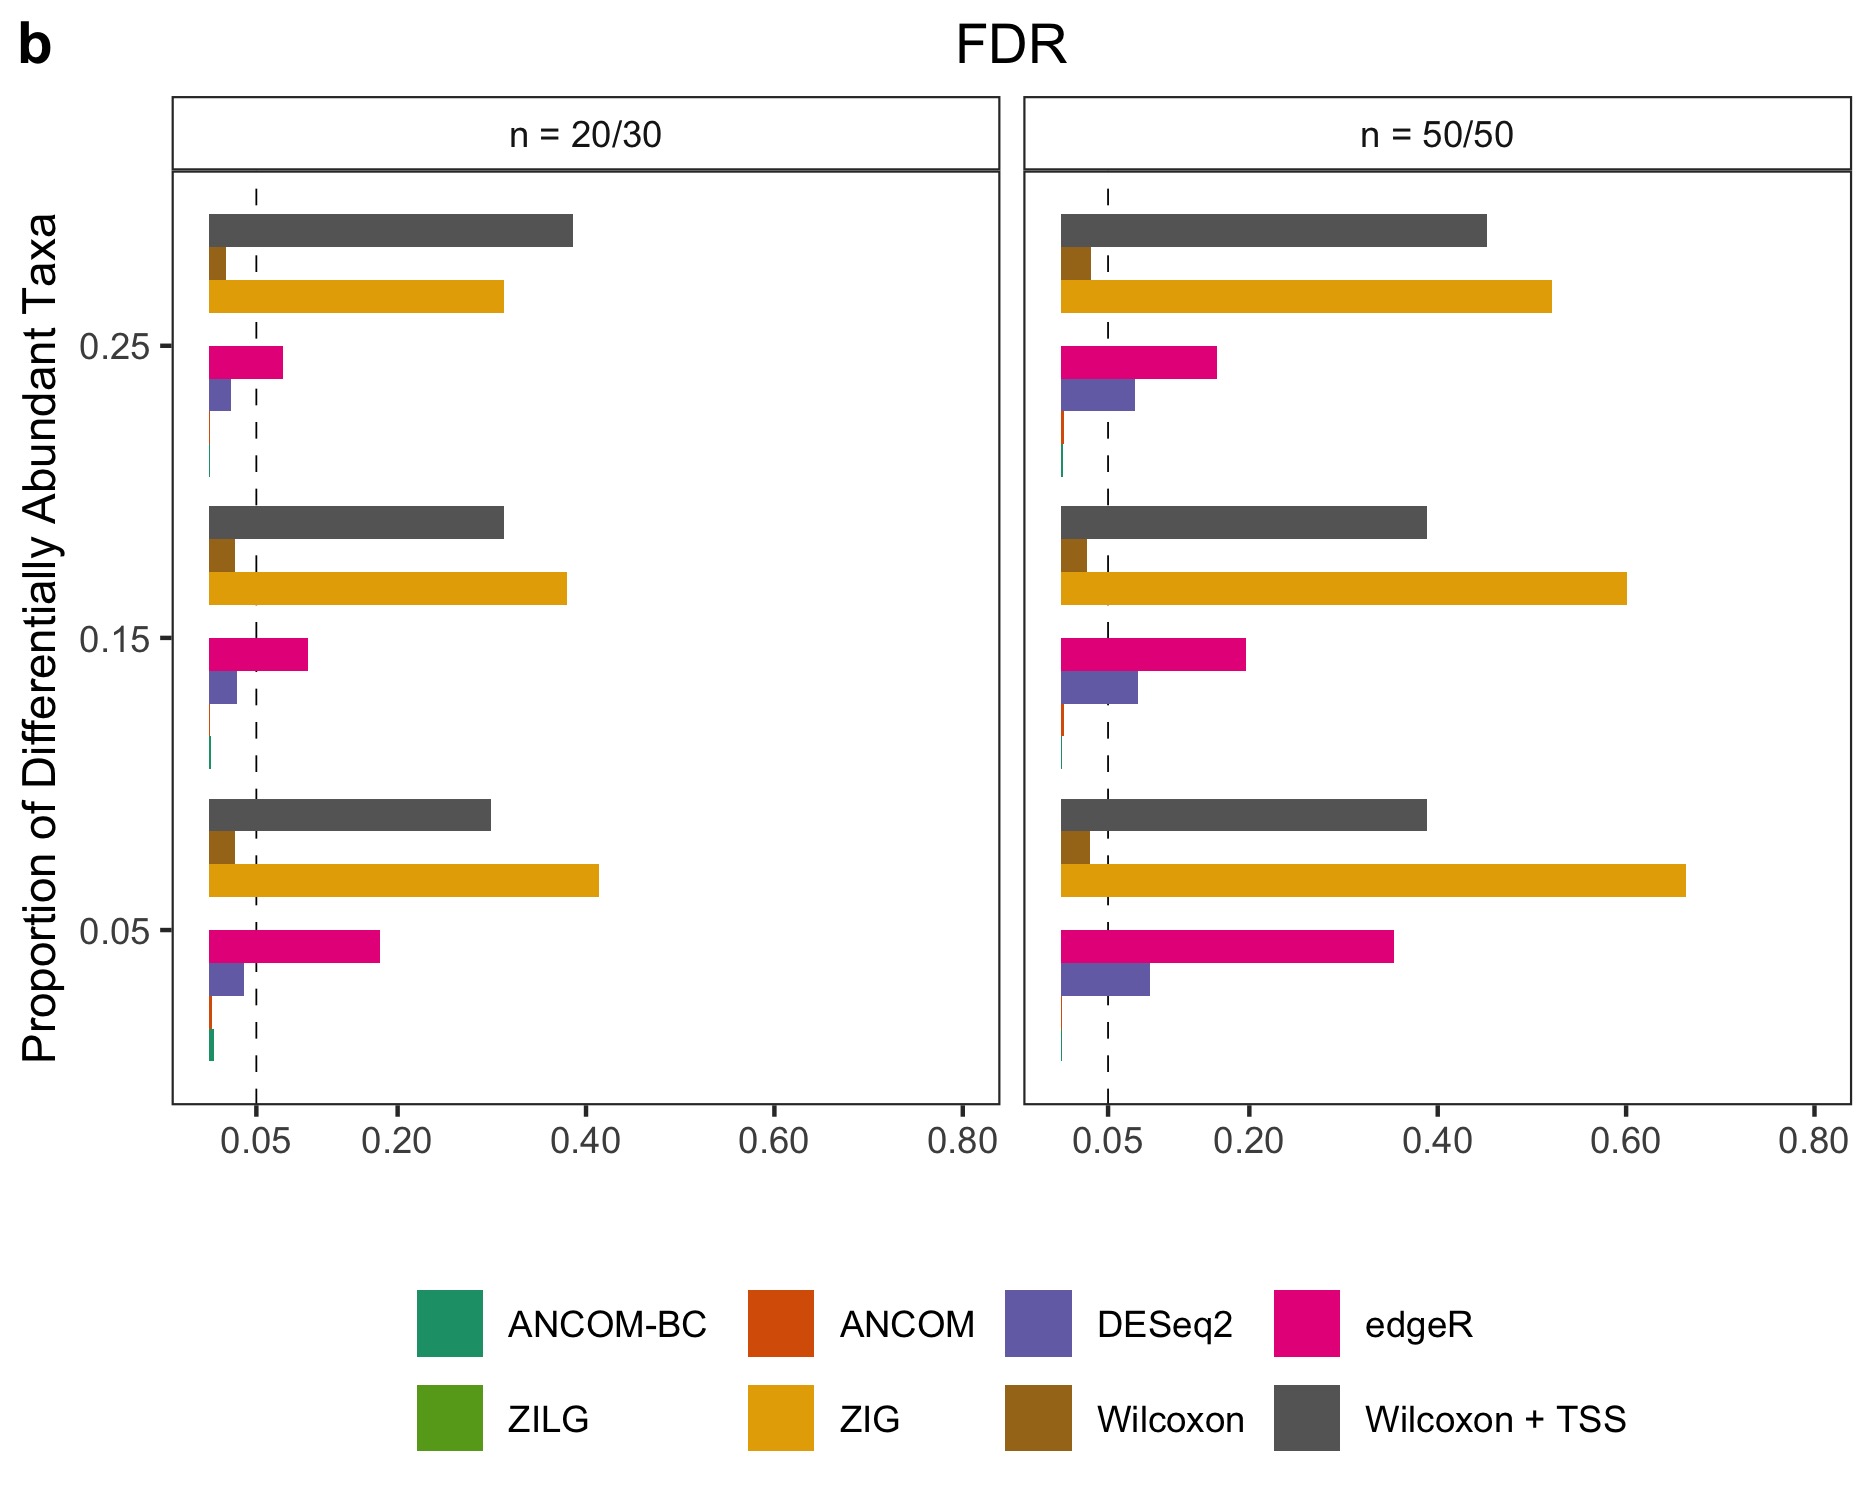 b
FDR
n = 20/30
n = 50/50
Proportion of Differentially Abundant Taxa
0.25
0.15
0.05
0.05 0.20 0.40 0.60 0.80
0.05 0.20 0.40 0.60 0.80
ANCOM-BC ANCOM DESeq2 edgeR
ZILG ZIG Wilcoxon Wilcoxon + TSS